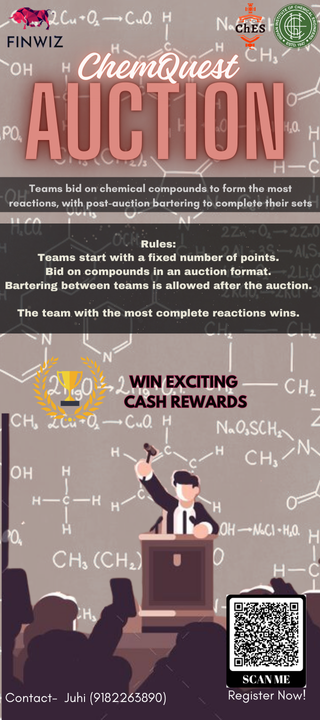 FINWIZ
ChES
ChemQuest
AUCTION
Teams bid on chemical compounds to form the most
reactions, with post-auction bartering to complete their sets
Rules:
Teams start with a fixed number of points.
Bid on compounds in an auction format.
Bartering between teams is allowed after the auction.
The team with the most complete reactions wins.
WIN EXCITING
CASH REWARDS
CH₃(CH₂)
SCAN ME
Contact- Juhi (9182263890)
Register Now!